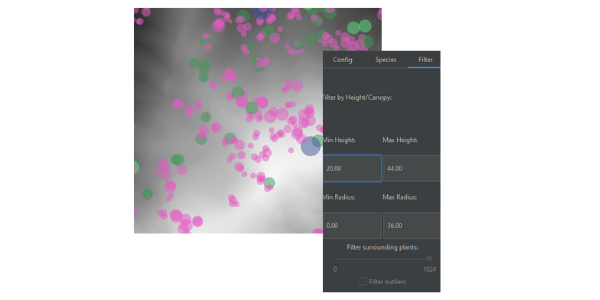 Config Species Filter
Filter by Height/Canopy:
Min Height: Max Height:
20.00 44.00
Min Radius: Max Radius:
0.00 36.00
Filter surrounding plants:
0 1024
Filter outliers